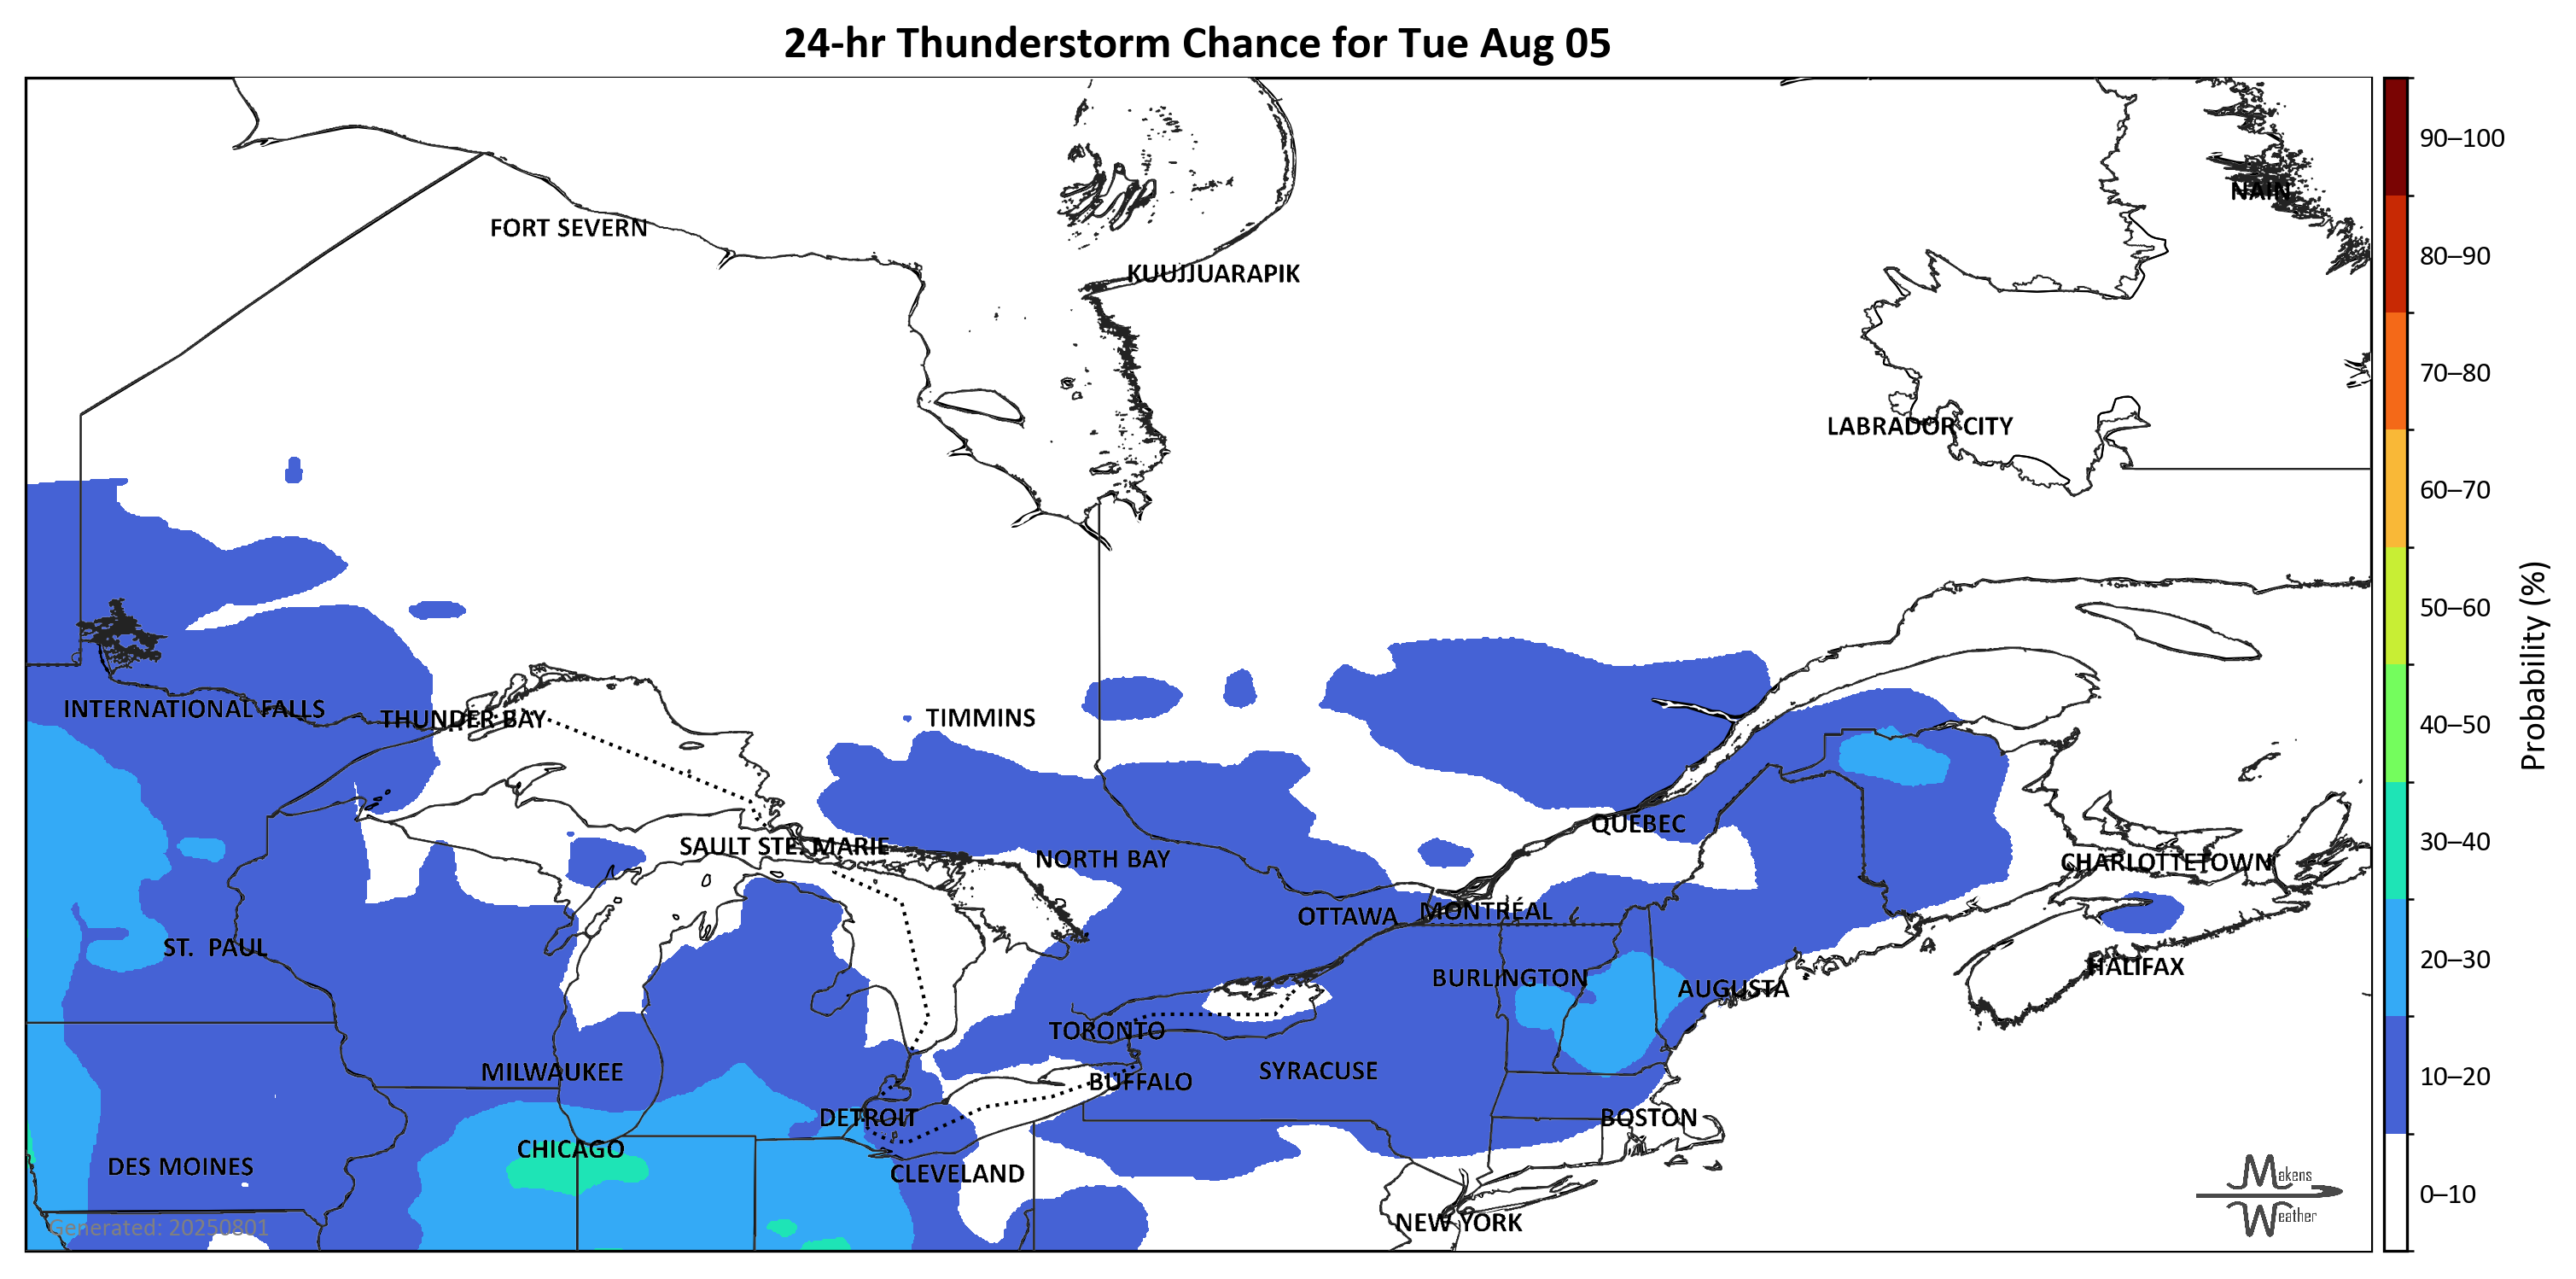 24-hr Thunderstorm Chance for Tue Aug 05
90–100
NAIN
FORT SEVERN
80–90
KUUJJUARAPIK
70–80
LABRADOR CITY
60–70
50–60
INTERNATIONAL FALLS
THUNDER BAY
TIMMINS
40–50
Probability (%)
QUEBEC
SAULT STE. MARIE
30–40
NORTH BAY
CHARLOTTETOWN
OTTAWA
MONTRÉAL
ST. PAUL
20–30
HALIFAX
BURLINGTON
AUGUSTA
TORONTO
MILWAUKEE
SYRACUSE
10–20
BUFFALO
DETROIT
BOSTON
CHICAGO
DES MOINES
CLEVELAND
Makens
Weather
0–10
NEW YORK
Generated: 20250801